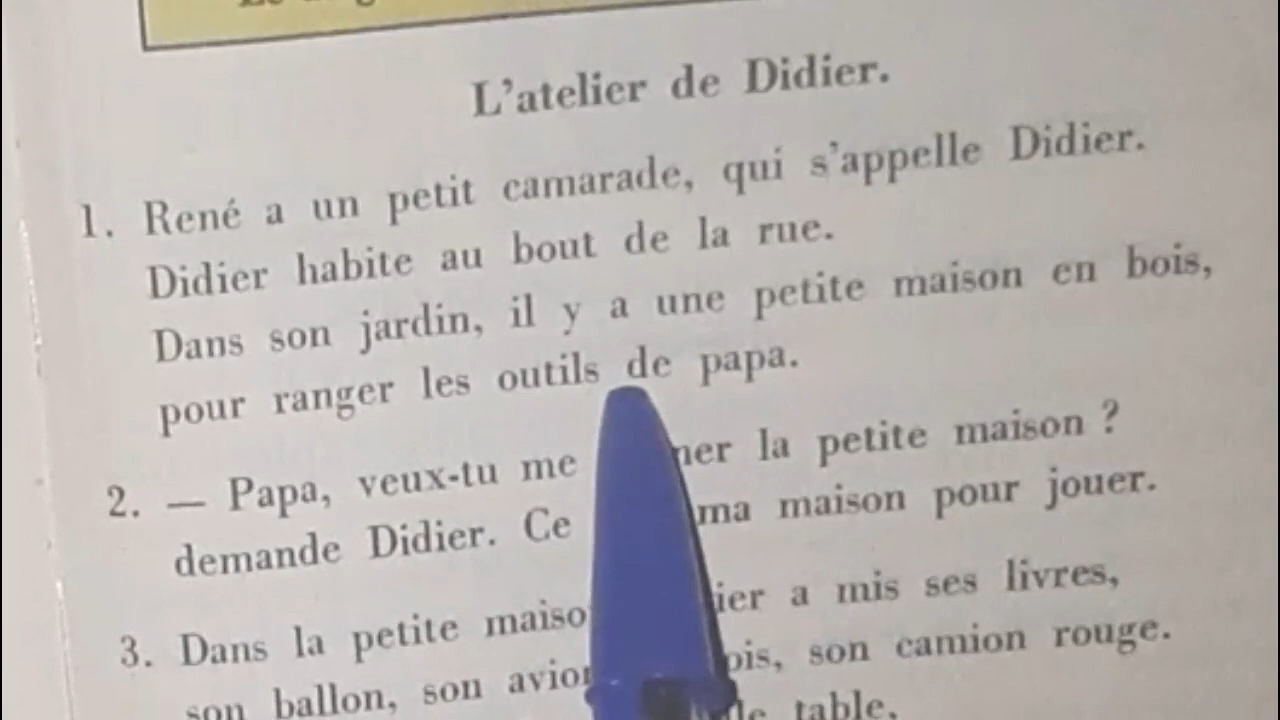 L'atelier de Didier.
1. René a un petit camarade, qui s'appelle Didier.
Didier habite au bout de la rue.
Dans son jardin, il y a une petite maison en bois,
pour ranger les outils de papa.
2. — Papa, veux-tu me ner la petite maison ?
demande Didier. Ce ma maison pour jouer.
3. Dans la petite maiso ier a mis ses livres,
son ballon, son avion ois, son camion rouge.
table.